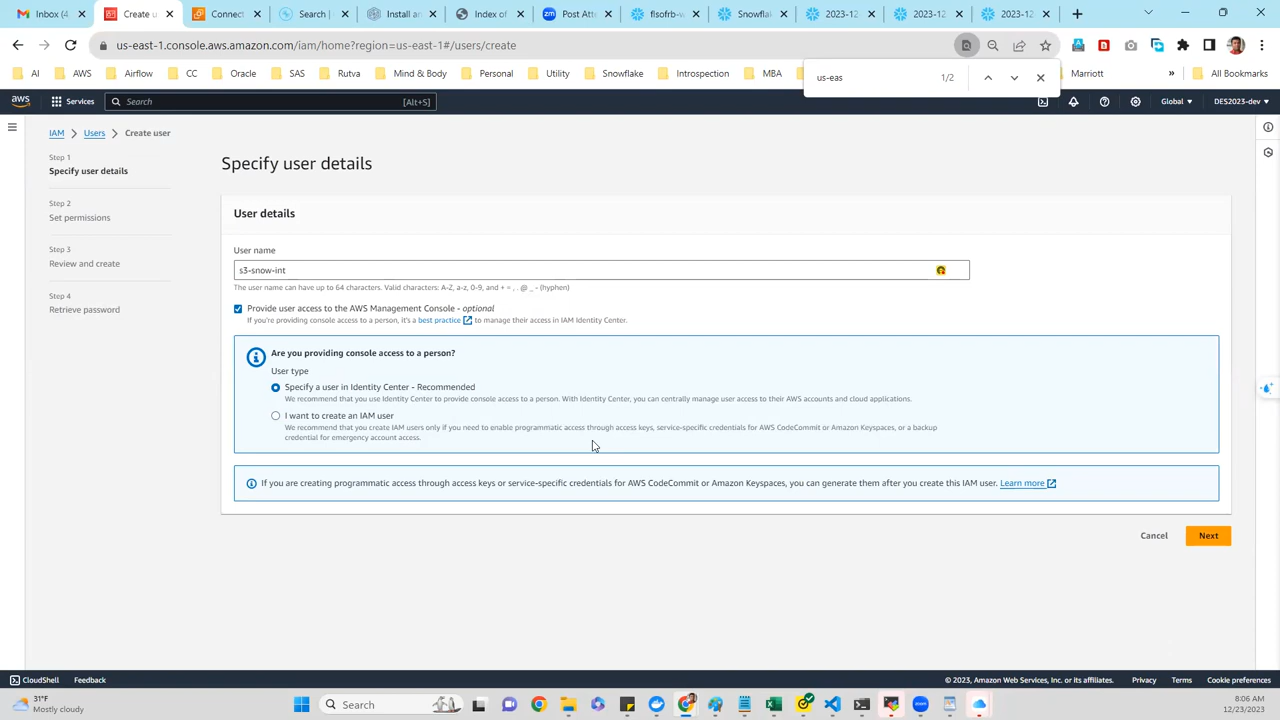 Inbox (4
Create u
Connect
Search |
Install an
Index of
Post Atte
flsofrb-w
Snowflak
2023-12
2023-12
2023-12
us-east-1.console.aws.amazon.com/iam/home?region=us-east-1#/users/create
AI
AWS
Airflow
CC
Oracle
SAS
Rutva
Mind & Body
Personal
Utility
Snowflake
Introspection
MBA
Marriott
»
All Bookmarks
us-eas
1/2
aws
Services
Search
[Alt+S]
Global
DES2023-dev
IAM > Users > Create user
Step 1
Specify user details
Step 2
Set permissions
Step 3
Review and create
Step 4
Retrieve password
Specify user details
User details
User name
s3-snow-int
The user name can have up to 64 characters. Valid characters: A-Z, a-z, 0-9, and + = , . @ _ - (hyphen)
Provide user access to the AWS Management Console - optional
If you're providing console access to a person, it's a best practice to manage their access in IAM Identity Center.
Are you providing console access to a person?
User type
Specify a user in Identity Center - Recommended
We recommend that you use Identity Center to provide console access to a person. With Identity Center, you can centrally manage user access to their AWS accounts and cloud applications.
I want to create an IAM user
We recommend that you create IAM users only if you need to enable programmatic access through access keys, service-specific credentials for AWS CodeCommit or Amazon Keyspaces, or a backup
credential for emergency account access.
If you are creating programmatic access through access keys or service-specific credentials for AWS CodeCommit or Amazon Keyspaces, you can generate them after you create this IAM user. Learn more
Cancel
Next
CloudShell
Feedback
© 2023, Amazon Web Services, Inc. or its affiliates.
Privacy
Terms
Cookie preferences
31°F
Mostly cloudy
Search
8:06 AM
12/23/2023